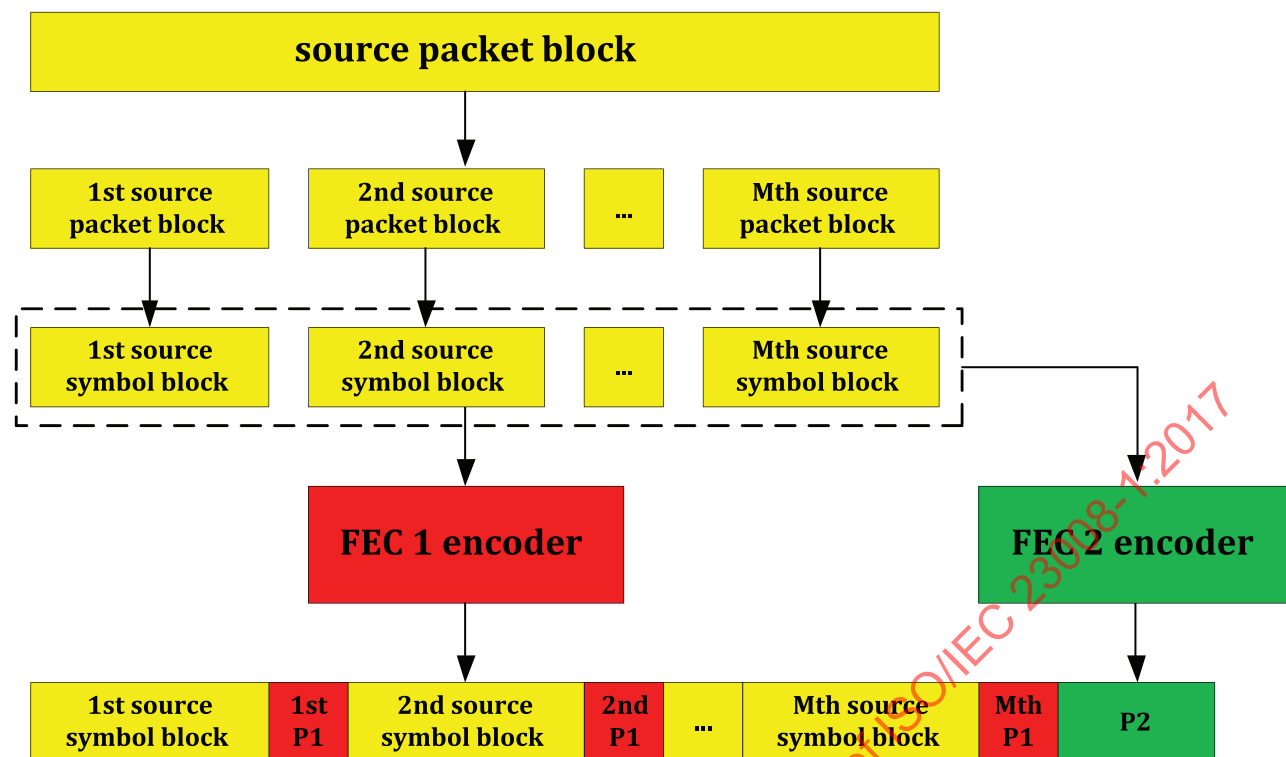 source packet block
1st source
packet block
2nd source
packet block
...
Mth source
packet block
1st source
symbol block
2nd source
symbol block
...
Mth source
symbol block
FEC 1 encoder
FEC 2 encoder
1st source
symbol block
1st
P1
2nd source
symbol block
2nd
P1
...
Mth source
symbol block
Mth
P1
P2
of ISO/IEC 23008-1:2017